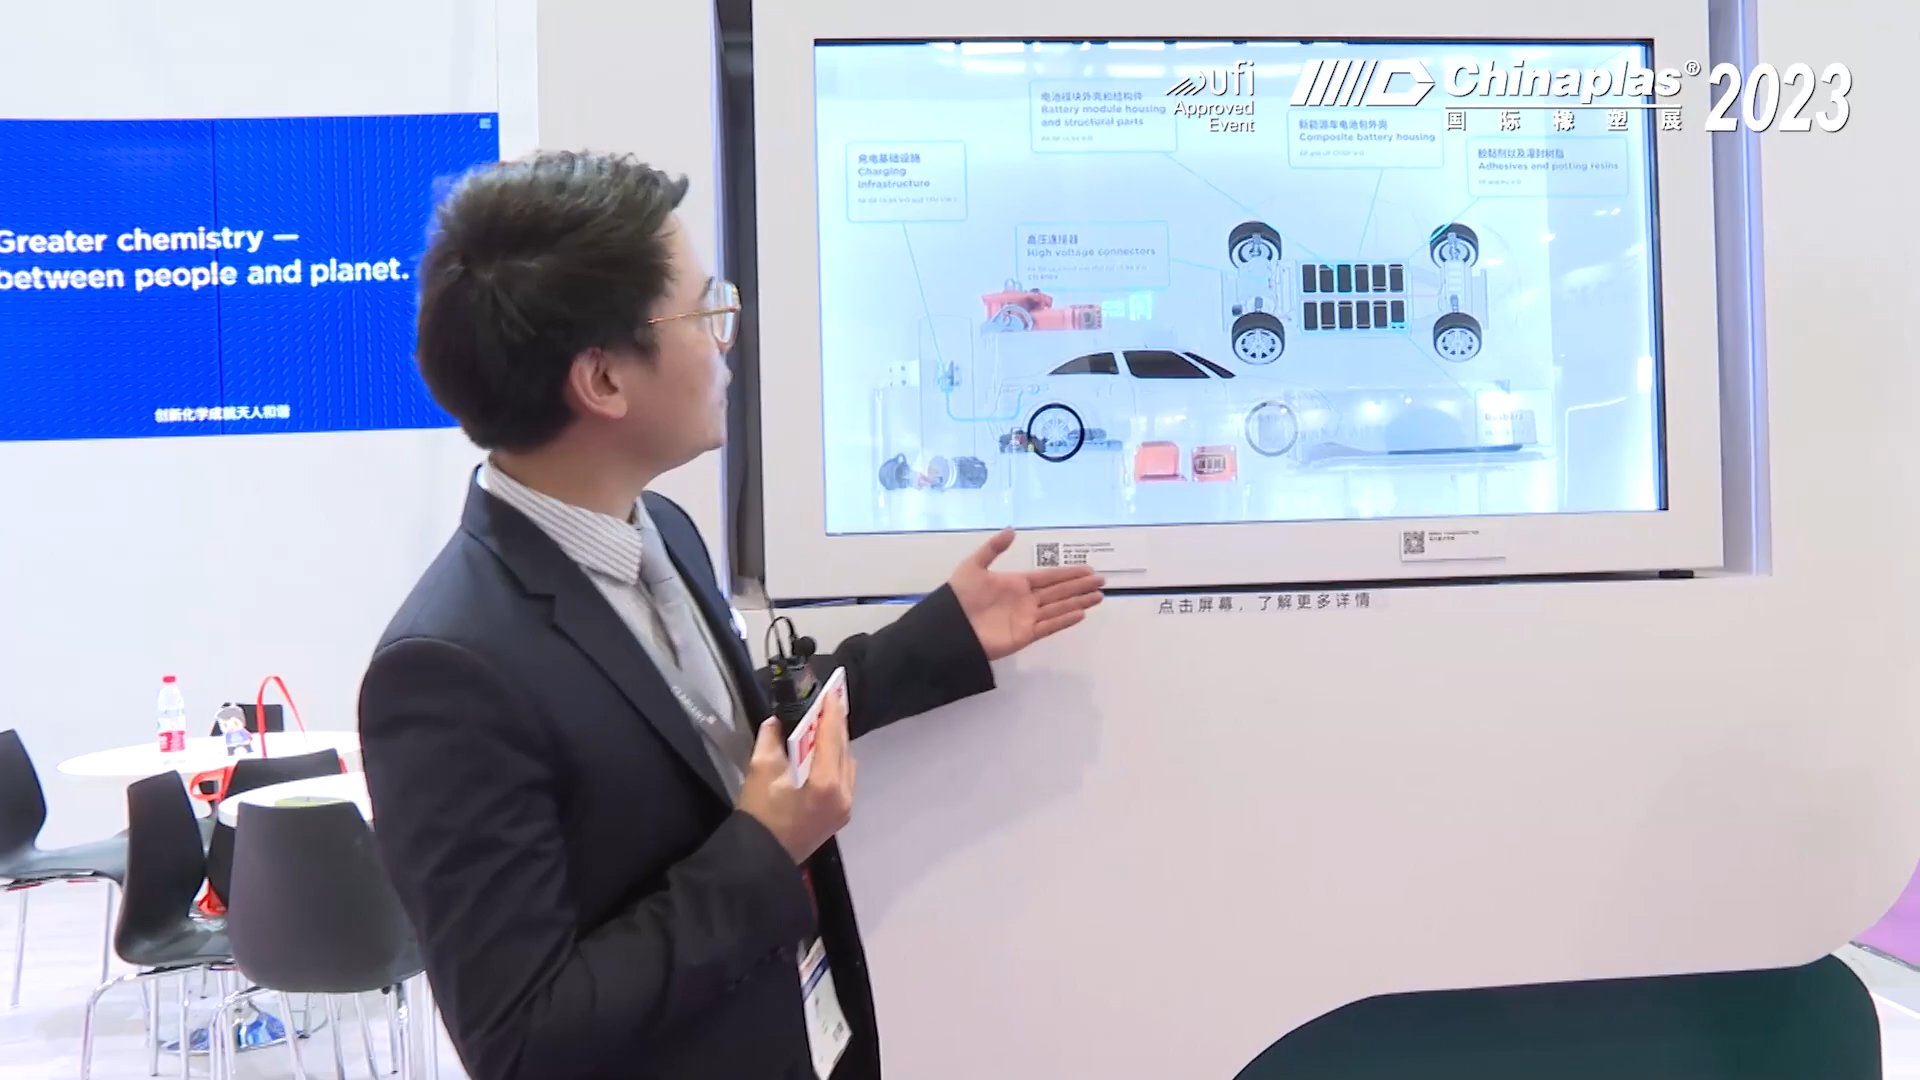 ufi
Approved
Event
Chinaplas® 2023
国际橡塑展
Greater chemistry —
between people and planet.
创新化学成就天人和谐
电池模块外壳和结构件
Battery module housing
and structural parts
新能源车电池包外壳
Composite battery housing
胶黏剂以及灌封树脂
Adhesives and potting resins
充电基础设施
Charging
infrastructure
高压连接器
High voltage connectors
Busbars
点击屏幕，了解更多详情
CLARIANT